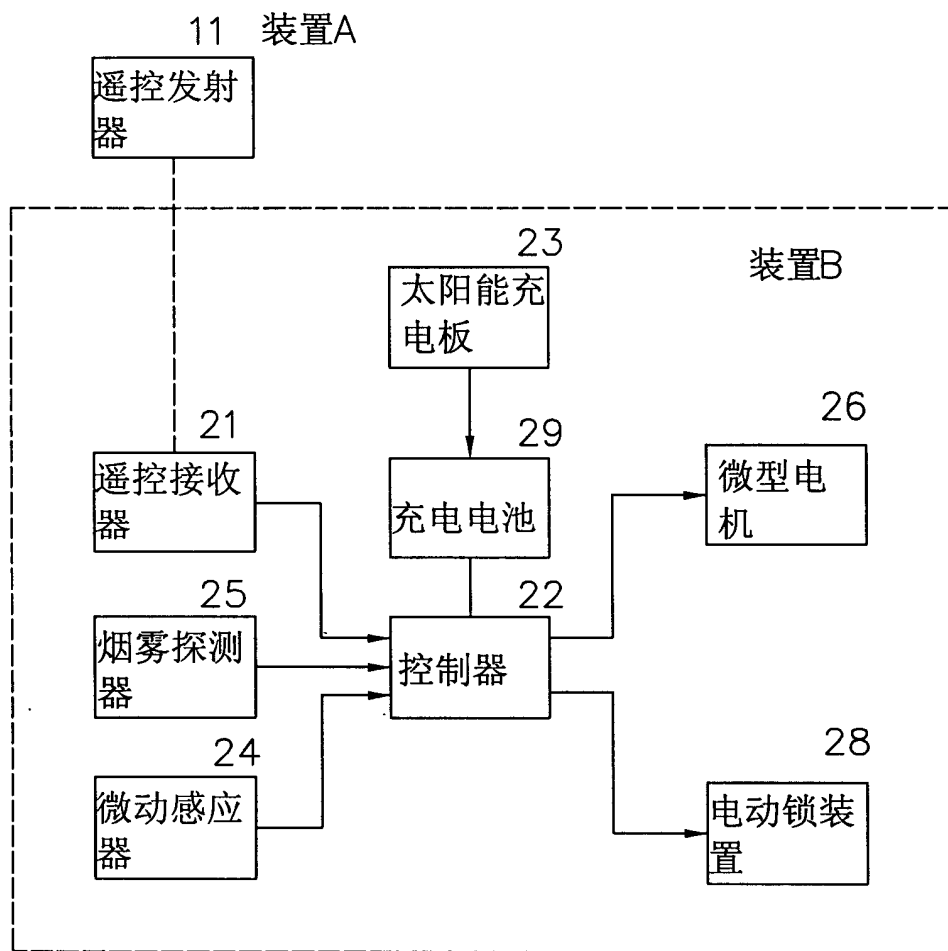 11 装置A
遥控发射
器
23
装置B
太阳能充
电板
21
遥控接收
器
29
充电电池
26
微型电
机
25
烟雾探测
器
22
控制器
24
微动感应
器
28
电动锁装
置